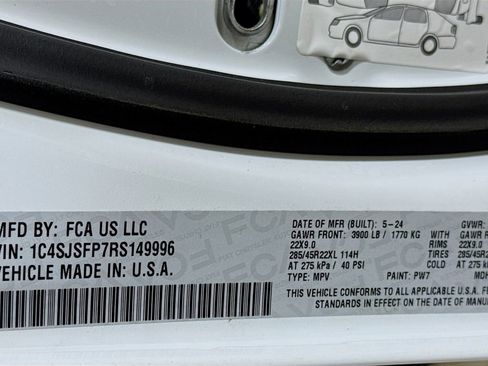 MFD BY: FCA US LLC
VIN: 1C4SJSFP7RS149996
VEHICLE MADE IN U.S.A.
DATE OF MFR (BUILT): 5-24 GVWR:
GAWR FRONT: 3900 LB / 1770 KG WITH GAWR
22X9.0 RIMS 22X9.0
285/45R22XL 114H TIRES 285/45R22
AT 275 kPa / 40 PSI COLD AT 275
TYPE: MPV PAINT: PW7 MDH
THIS VEHICLE CONFORMS TO ALL APPLICABLE U.S.A. F
STANDARDS IN EFFECT ON THE DATE OF MANUF